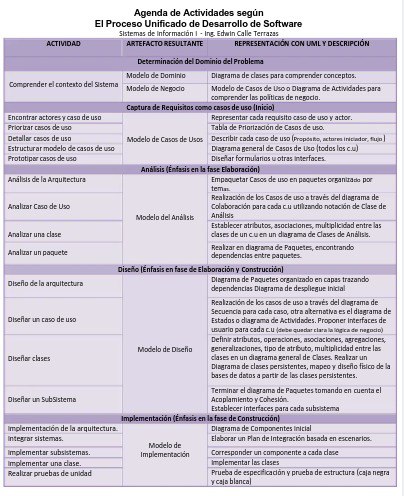 Agenda de Actividades según
El Proceso Unificado de Desarrollo de Software
Sistemas de Información I - Ing. Edwin Calle Terrazas
ACTIVIDAD ARTEFACTO RESULTANTE REPRESENTACIÓN CON UML Y DESCRIPCIÓN
Determinación del Dominio del Problema
Comprender el contexto del Sistema
Modelo de Dominio
Diagrama de clases para comprender conceptos.
Modelo de Negocio
Modelo de Casos de Uso o Diagrama de Actividades para
comprender las políticas de negocio.
Captura de Requisitos como casos de uso (Inicio)
Encontrar actores y caso de uso
Representar cada requisito caso de uso y actor.
Priorizar casos de uso
Tabla de Priorización de Casos de uso.
Detallar casos de uso
Modelo de Casos de Usos
Describir cada caso de uso (Propósito, actores iniciador, flujo)
Estructurar modelo de casos de uso
Diagrama general de Casos de Uso (todos los c.u)
Prototipar casos de uso
Diseñar formularios u otras interfaces.
Análisis (Énfasis en la fase Elaboración)
Análisis de la Arquitectura
Empaquetar Casos de uso en paquetes organizado por
temas.
Analizar Caso de Uso
Modelo del Análisis
Realización de los Casos de uso a través del diagrama de
Colaboración para cada c.u utilizando notación de Clase de
Análisis
Analizar una clase
Establecer atributos, asociaciones, multiplicidad entre las
clases de un c.u en un diagrama de Clases de Análisis.
Analizar un paquete
Realizar en diagrama de Paquetes, encontrando
dependencias entre paquetes.
Diseño (Énfasis en fase de Elaboración y Construcción)
Diseño de la arquitectura
Diagrama de Paquetes organizado en capas trazando
dependencias Diagrama de despliegue inicial
Diseñar un caso de uso
Realización de los casos de uso a través del diagrama de
Secuencia para cada caso, otra alternativa es el diagrama de
Estados o diagrama de Actividades. Proponer interfaces de
usuario para cada c.u (debe quedar clara la lógica de negocio)
Diseñar clases
Modelo de Diseño
Definir atributos, operaciones, asociaciones, agregaciones,
generalizaciones, tipo de atributo, multiplicidad entre las
clases en un diagrama general de Clases. Realizar un
Diagrama de clases persistentes, mapeo y diseño físico de la
bases de datos a partir de las clases persistentes.
Diseñar un SubSistema
Terminar el diagrama de Paquetes tomando en cuenta el
Acoplamiento y Cohesión.
Establecer Interfaces para cada subsistema
Implementación (Énfasis en la fase de Construcción)
Implementación de la arquitectura.
Diagrama de Componentes Inicial
Integrar sistemas.
Elaborar un Plan de Integración basada en escenarios.
Modelo de
Implementación
Implementar subsistemas.
Corresponder un componente a cada clase
Implementar una clase.
Implementar las clases
Realizar pruebas de unidad
Prueba de especificación y prueba de estructura (caja negra
y caja blanca)